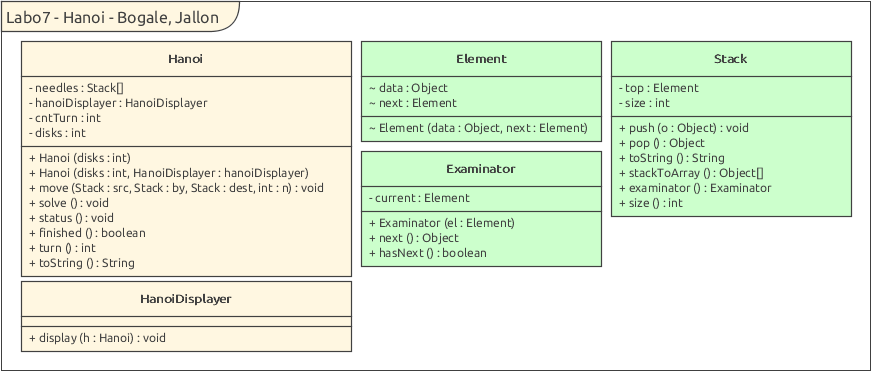 Labo7 - Hanoi - Bogale, Jallon
Hanoi
- needles : Stack[]
- hanoiDisplayer : HanoiDisplayer
- cntTurn : int
- disks : int
+ Hanoi (disks : int)
+ Hanoi (disks : int, HanoiDisplayer : hanoiDisplayer)
+ move (Stack : src, Stack : by, Stack : dest, int : n) : void
+ solve () : void
+ status () : void
+ finished () : boolean
+ turn () : int
+ toString () : String
HanoiDisplayer
+ display (h : Hanoi) : void
Element
~ data : Object
~ next : Element
~ Element (data : Object, next : Element)
Examinator
- current : Element
+ Examinator (el : Element)
+ next () : Object
+ hasNext () : boolean
Stack
- top : Element
- size : int
+ push (o : Object) : void
+ pop () : Object
+ toString () : String
+ stackToArray () : Object[]
+ examinator () : Examinator
+ size () : int